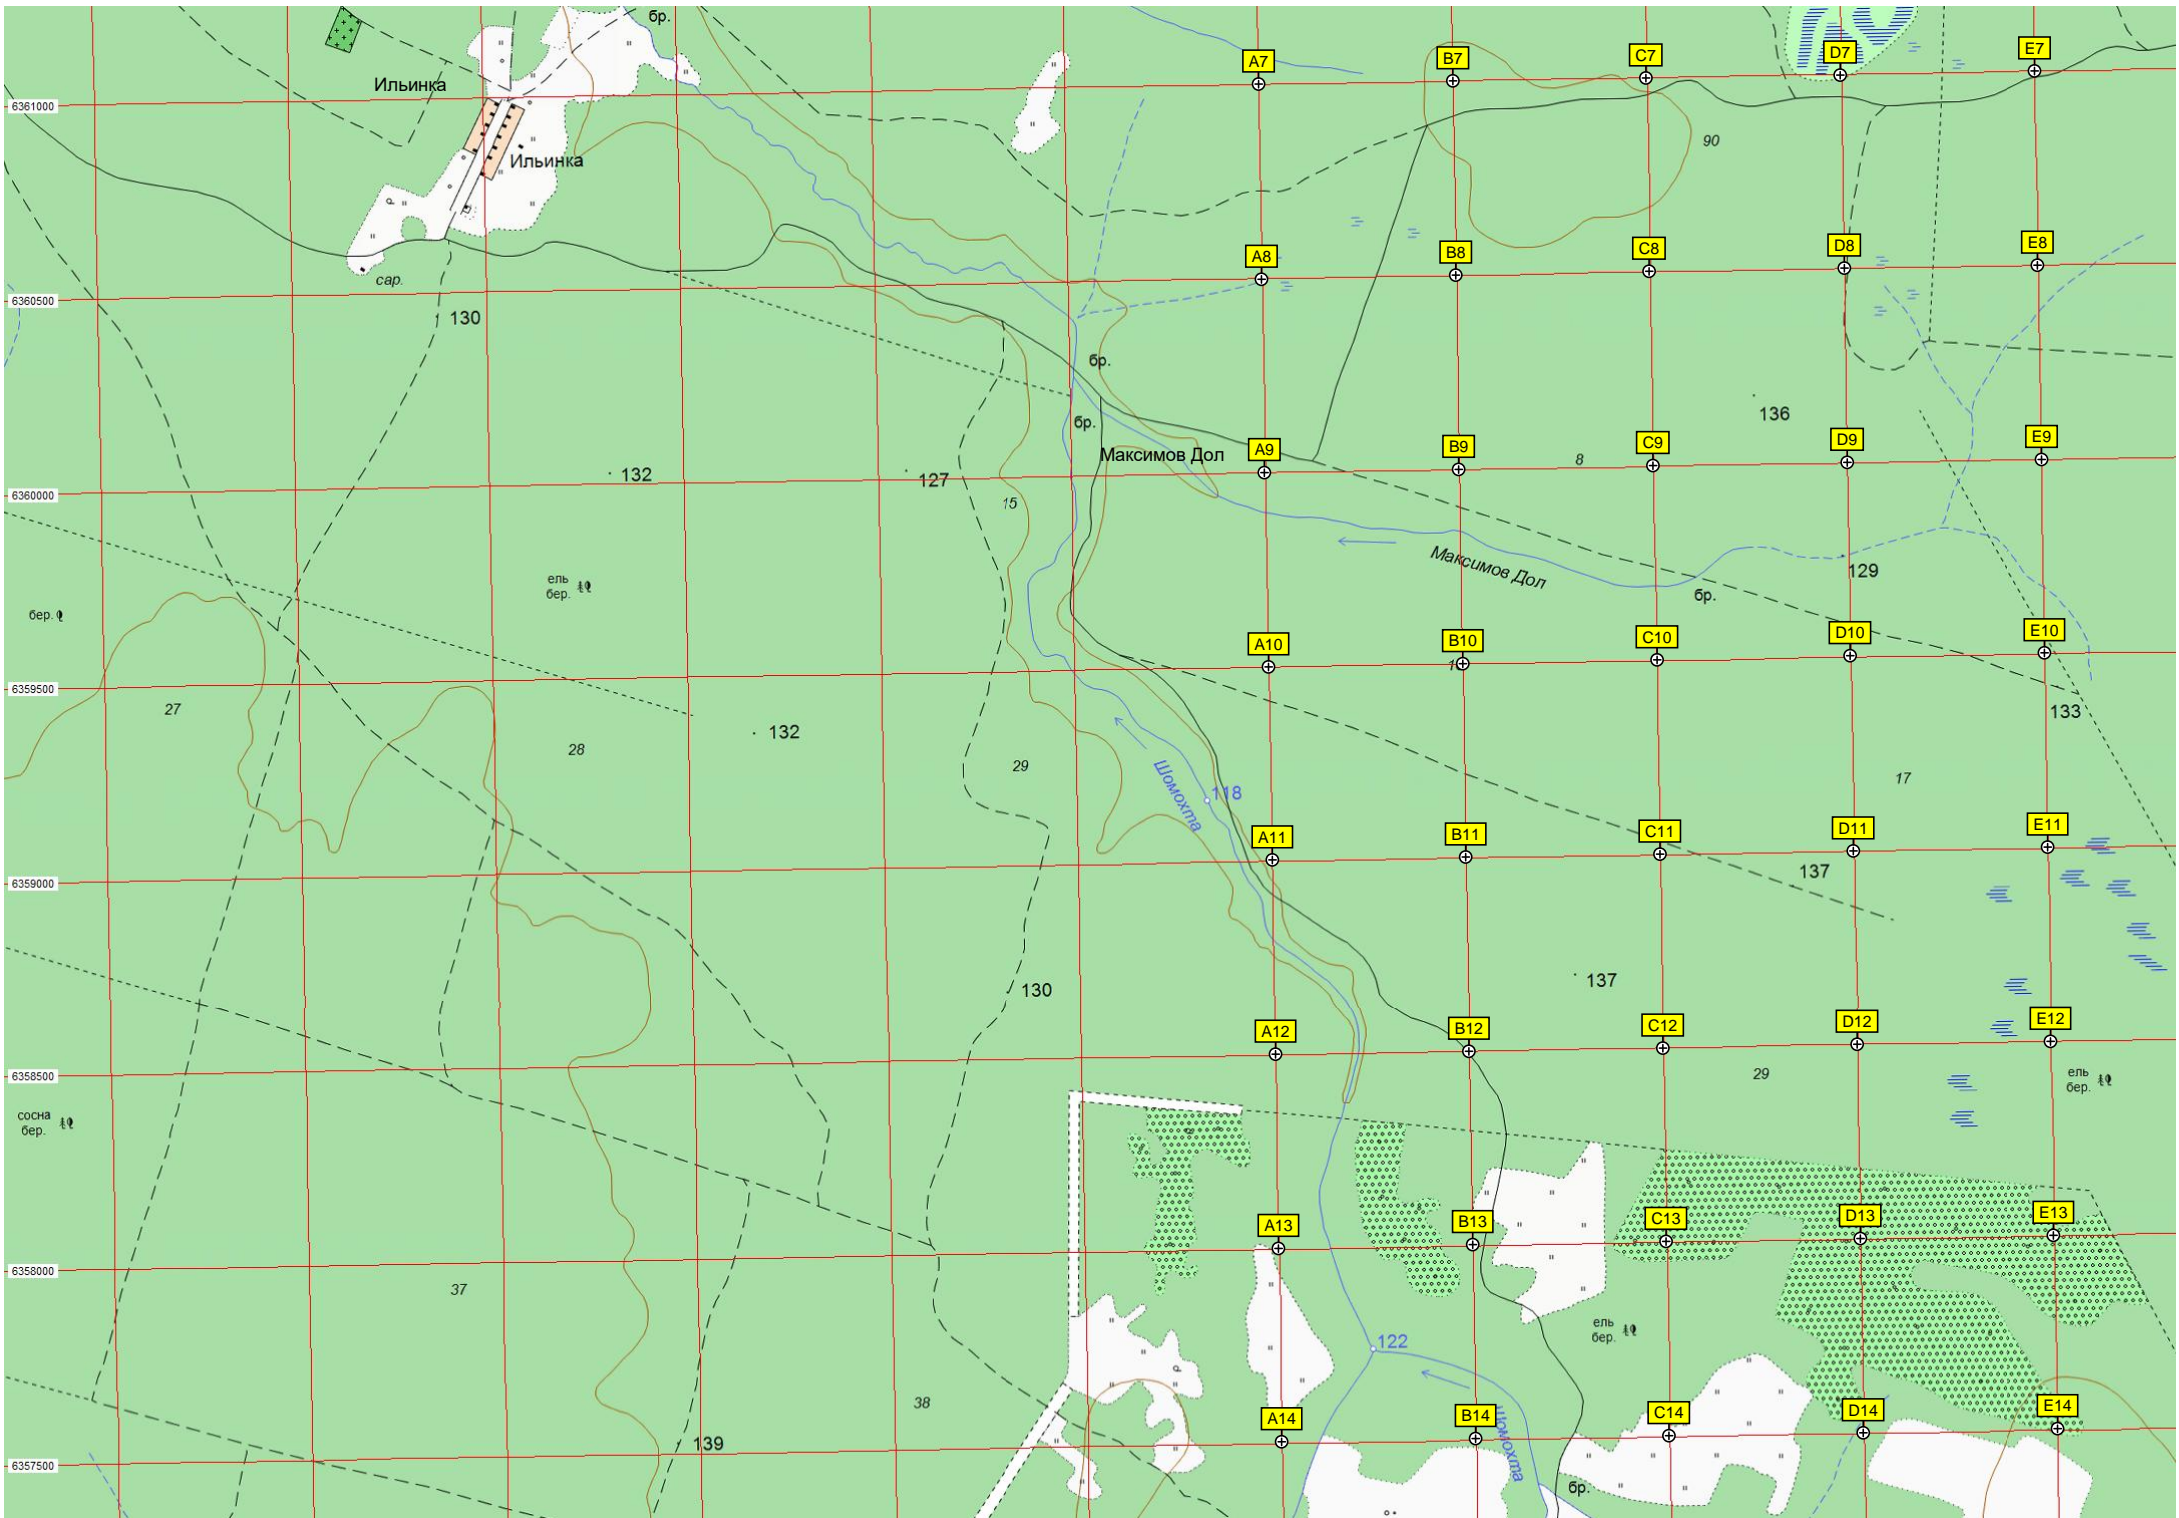 бр.
A7
B7
C7
D7
E7
Ильинка
6361000
90
Ильинка
A8
B8
C8
D8
E8
сар.
6360500
130
бр.
136
бр.
Максимов Дол
A9
B9
C9
D9
E9
8
132
127
6360000
15
Максимов Дол
129
ель
бер.
бр.
бер.
A10
B10
C10
D10
E10
6359500
27
133
28
132
29
17
Шомохта
118
A11
B11
C11
D11
E11
6359000
137
137
130
A12
B12
C12
D12
E12
6358500
29
ель
бер.
сосна
бер.
A13
B13
C13
D13
E13
6358000
37
122
ель
бер.
38
A14
B14
C14
D14
E14
139
Шомохта
6357500
бр.